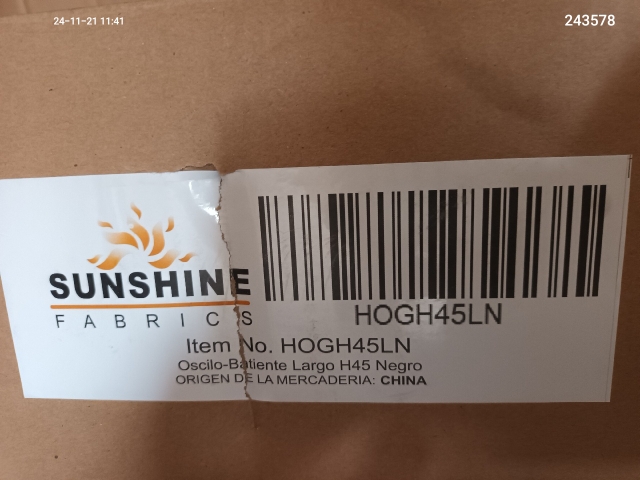 24-11-21 11:41
243578
SUNSHINE
FABRICS
HOGH45LN
Item No. HOGH45LN
Oscilo-Batiente Largo H45 Negro
ORIGEN DE LA MERCADERIA: CHINA